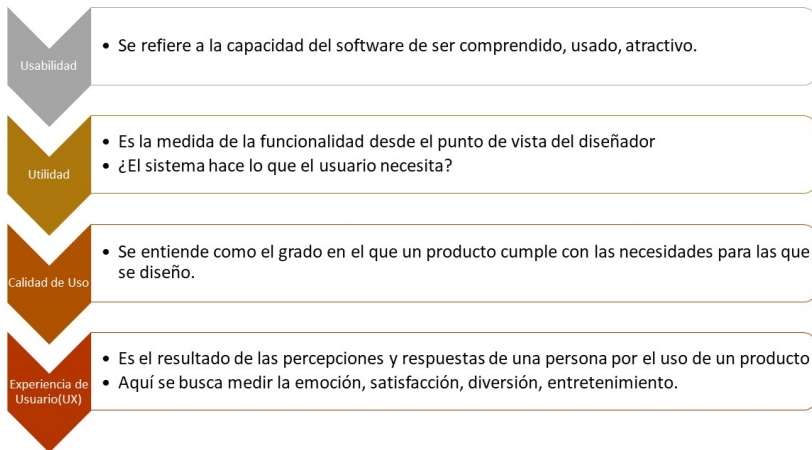 Usabilidad
• Se refiere a la capacidad del software de ser comprendido, usado, atractivo.
Utilidad
• Es la medida de la funcionalidad desde el punto de vista del diseñador
• ¿El sistema hace lo que el usuario necesita?
Calidad de Uso
• Se entiende como el grado en el que un producto cumple con las necesidades para las que
se diseño.
Experiencia de
Usuario(UX)
• Es el resultado de las percepciones y respuestas de una persona por el uso de un producto
• Aquí se busca medir la emoción, satisfacción, diversión, entretenimiento.